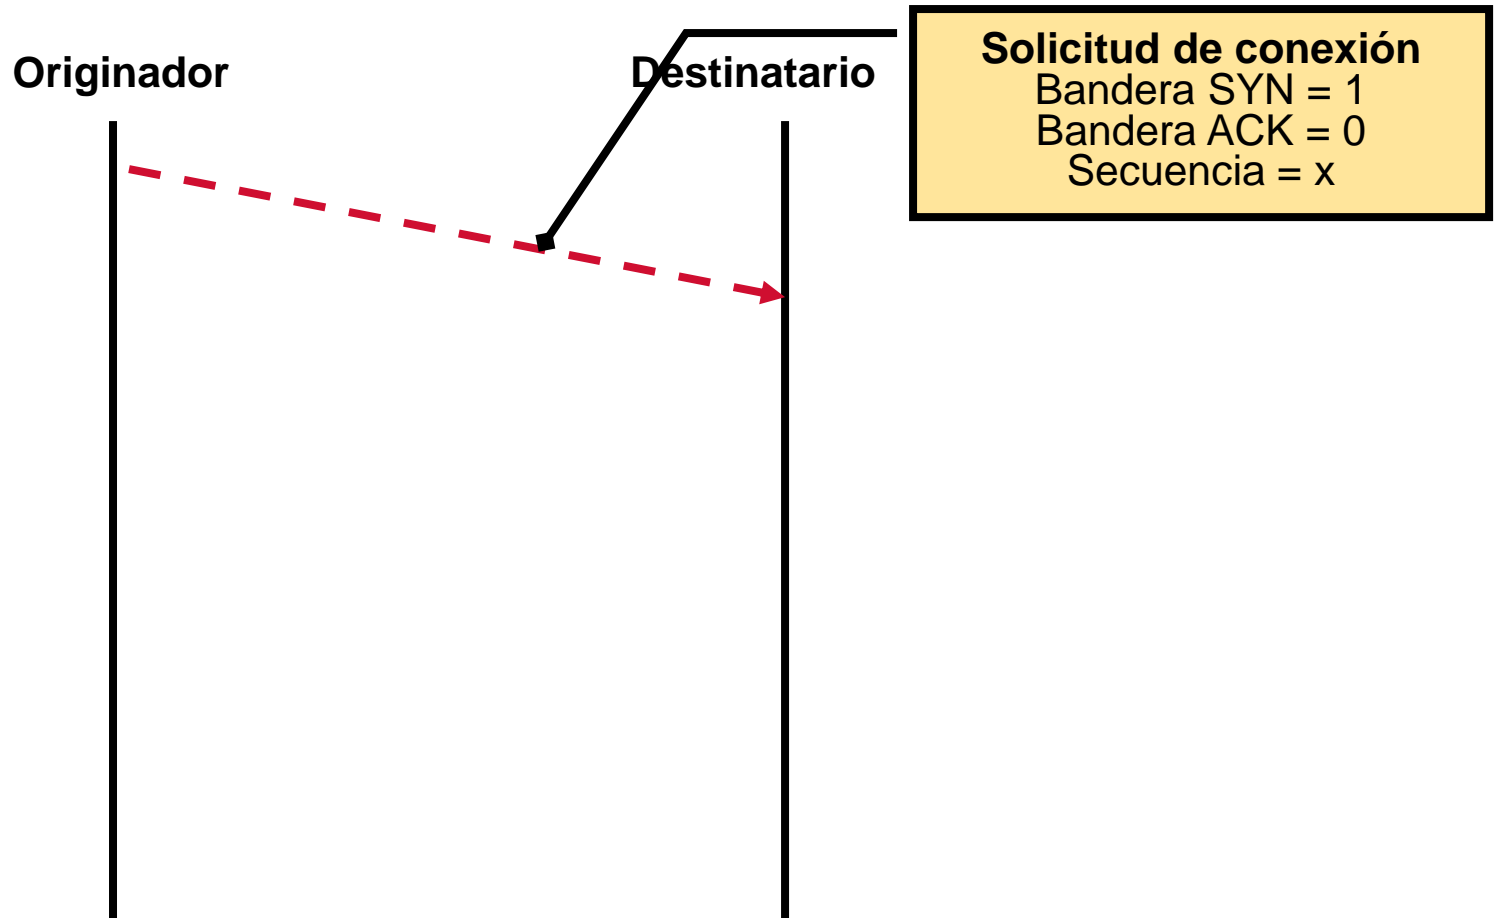 Originador
Destinatario
Solicitud de conexión
Bandera SYN = 1
Bandera ACK = 0
Secuencia = x